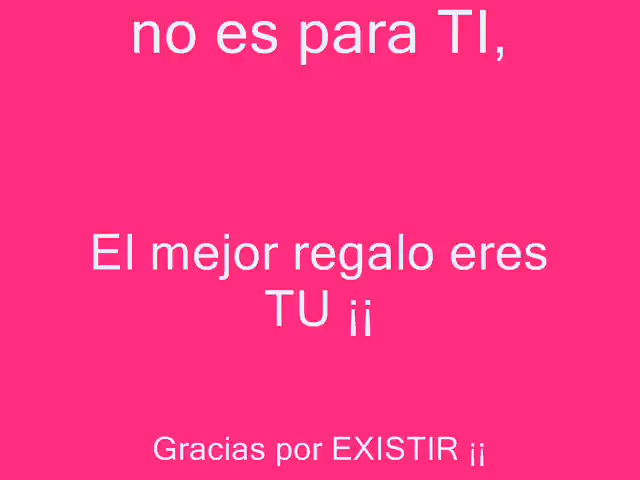 no es para TI,
El mejor regalo eres
TU ¡¡
Gracias por EXISTIR ¡¡